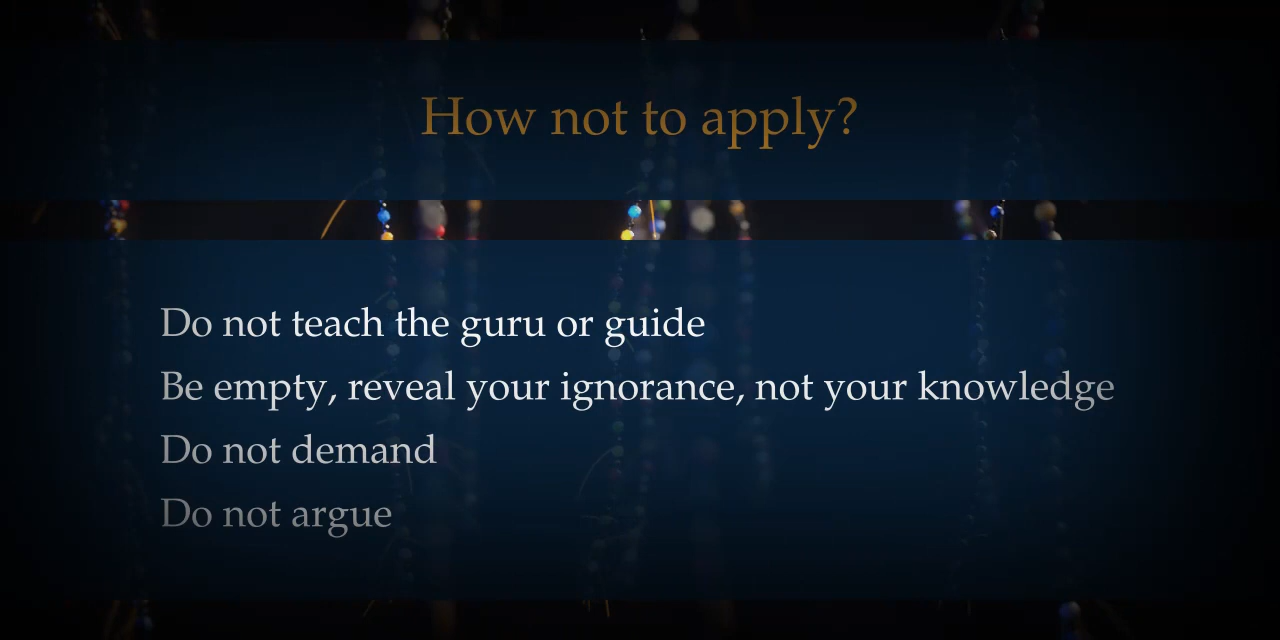 How not to apply?
Do not teach the guru or guide
Be empty, reveal your ignorance, not your knowledge
Do not demand
Do not argue